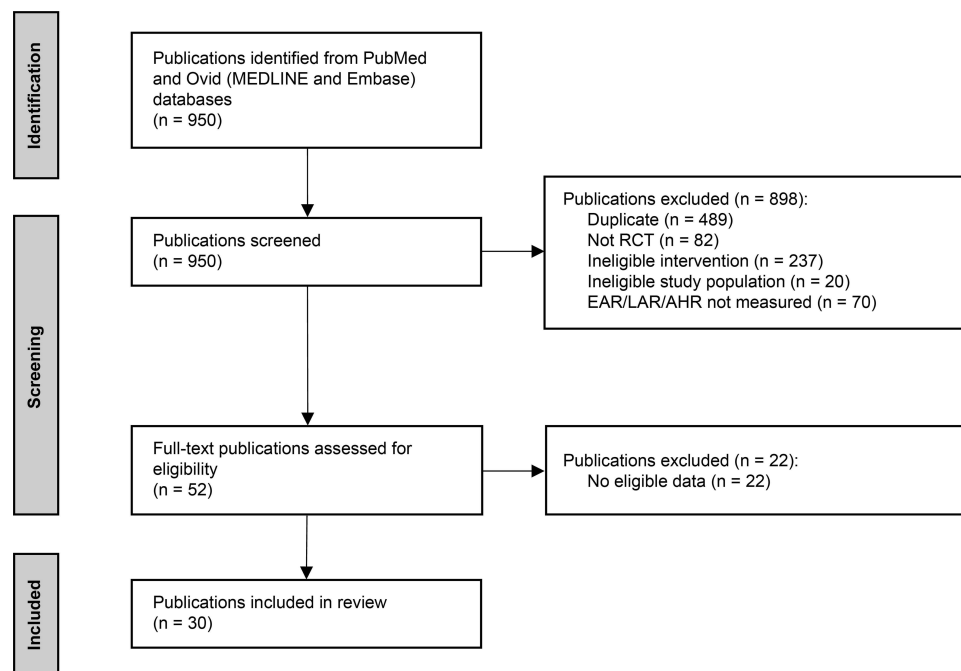 Identification
Publications identified from PubMed
and Ovid (MEDLINE and Embase)
databases
(n = 950)
Screening
Publications screened
(n = 950)
Publications excluded (n = 898):
Duplicate (n = 489)
Not RCT (n = 82)
Ineligible intervention (n = 237)
Ineligible study population (n = 20)
EAR/LAR/AHR not measured (n = 70)
Full-text publications assessed for
eligibility
(n = 52)
Publications excluded (n = 22):
No eligible data (n = 22)
Included
Publications included in review
(n = 30)